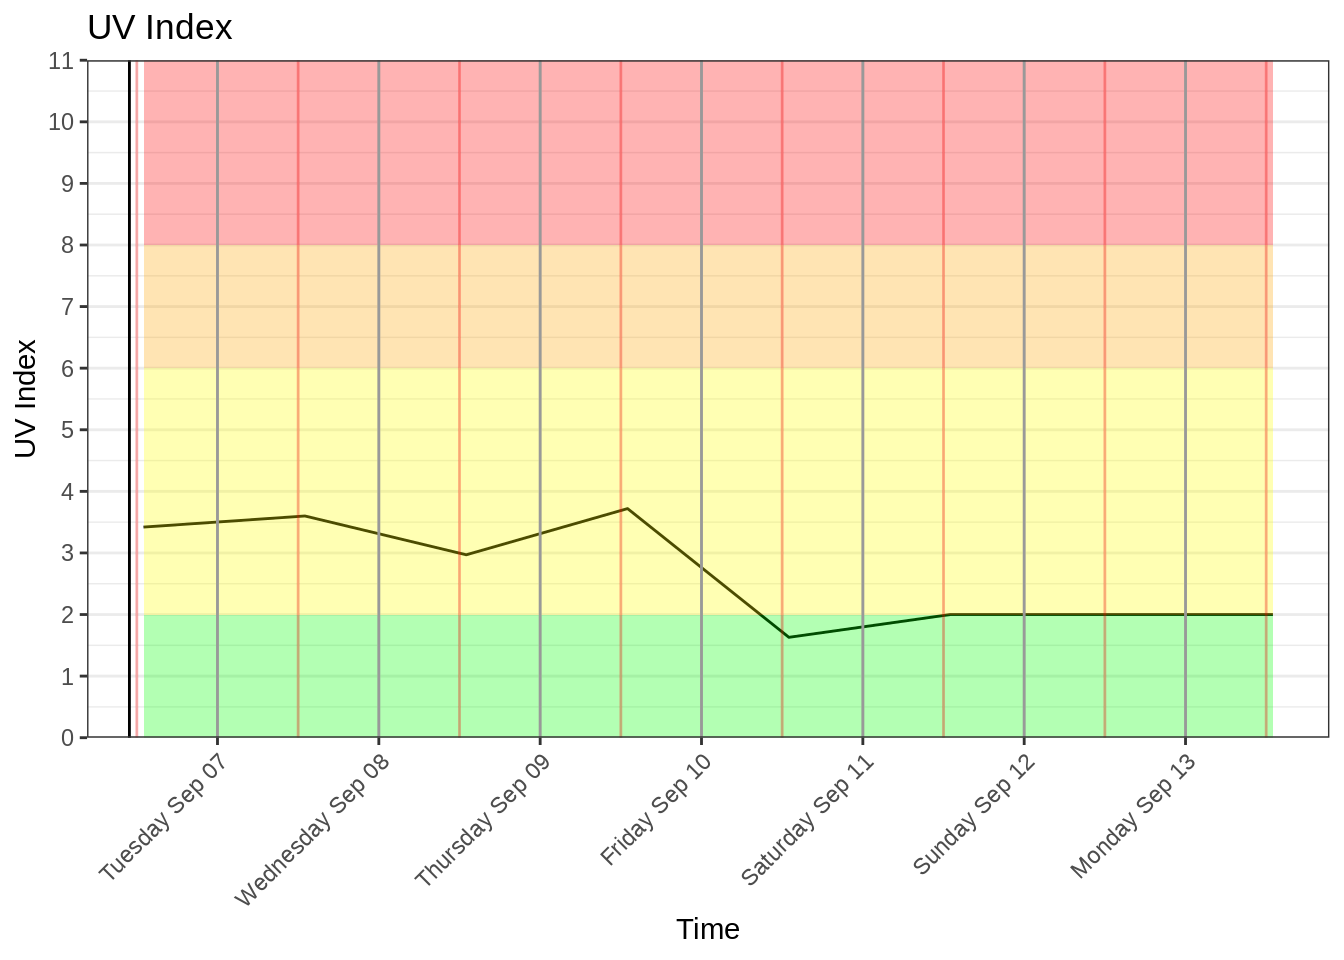 UV Index
11
10
9
8
7
6
5
4
3
2
1
0
UV Index
Tuesday Sep 07
Wednesday Sep 08
Thursday Sep 09
Friday Sep 10
Saturday Sep 11
Sunday Sep 12
Monday Sep 13
Time